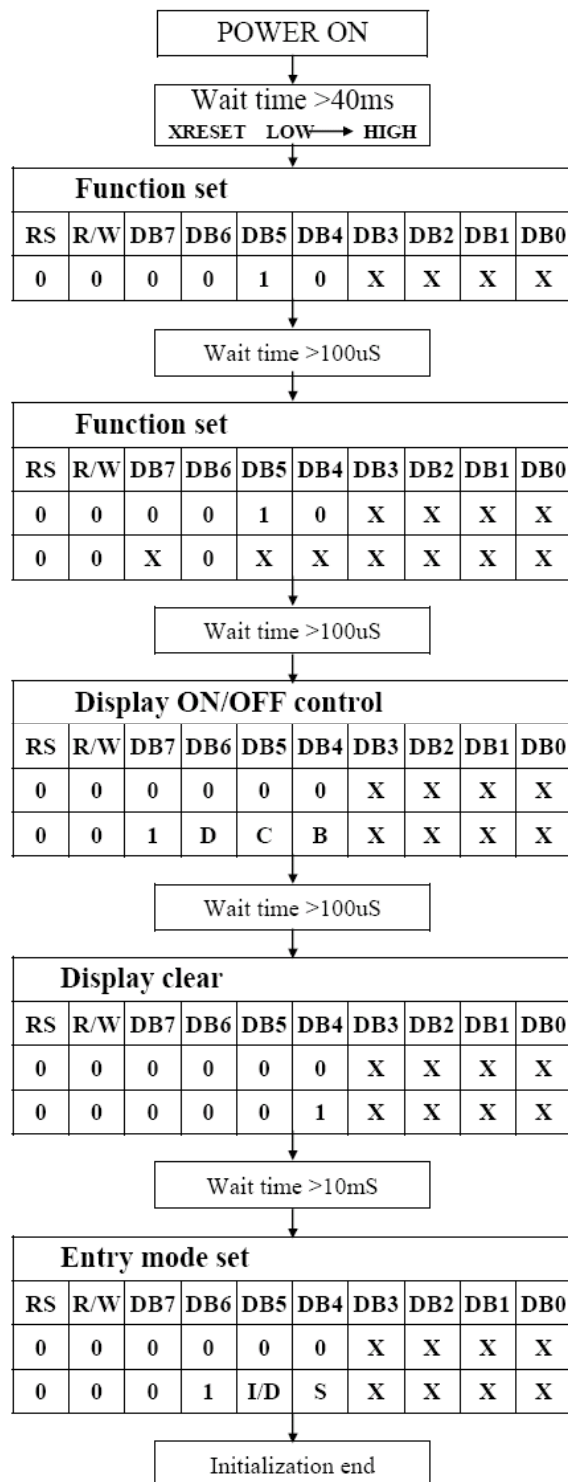 POWER ON
Wait time >40ms
XRESET LOW HIGH
Function set
RS R/W DB7 DB6 DB5 DB4 DB3 DB2 DB1 DB0
0 0 0 0 1 0 X X X X
Wait time >100uS
Function set
RS R/W DB7 DB6 DB5 DB4 DB3 DB2 DB1 DB0
0 0 0 0 1 0 X X X X
0 0 X 0 X X X X X X
Wait time >100uS
Display ON/OFF control
RS R/W DB7 DB6 DB5 DB4 DB3 DB2 DB1 DB0
0 0 0 0 0 0 X X X X
0 0 1 D C B X X X X
Wait time >100uS
Display clear
RS R/W DB7 DB6 DB5 DB4 DB3 DB2 DB1 DB0
0 0 0 0 0 0 X X X X
0 0 0 0 0 1 X X X X
Wait time >10mS
Entry mode set
RS R/W DB7 DB6 DB5 DB4 DB3 DB2 DB1 DB0
0 0 0 0 0 0 X X X X
0 0 0 1 I/D S X X X X
Initialization end